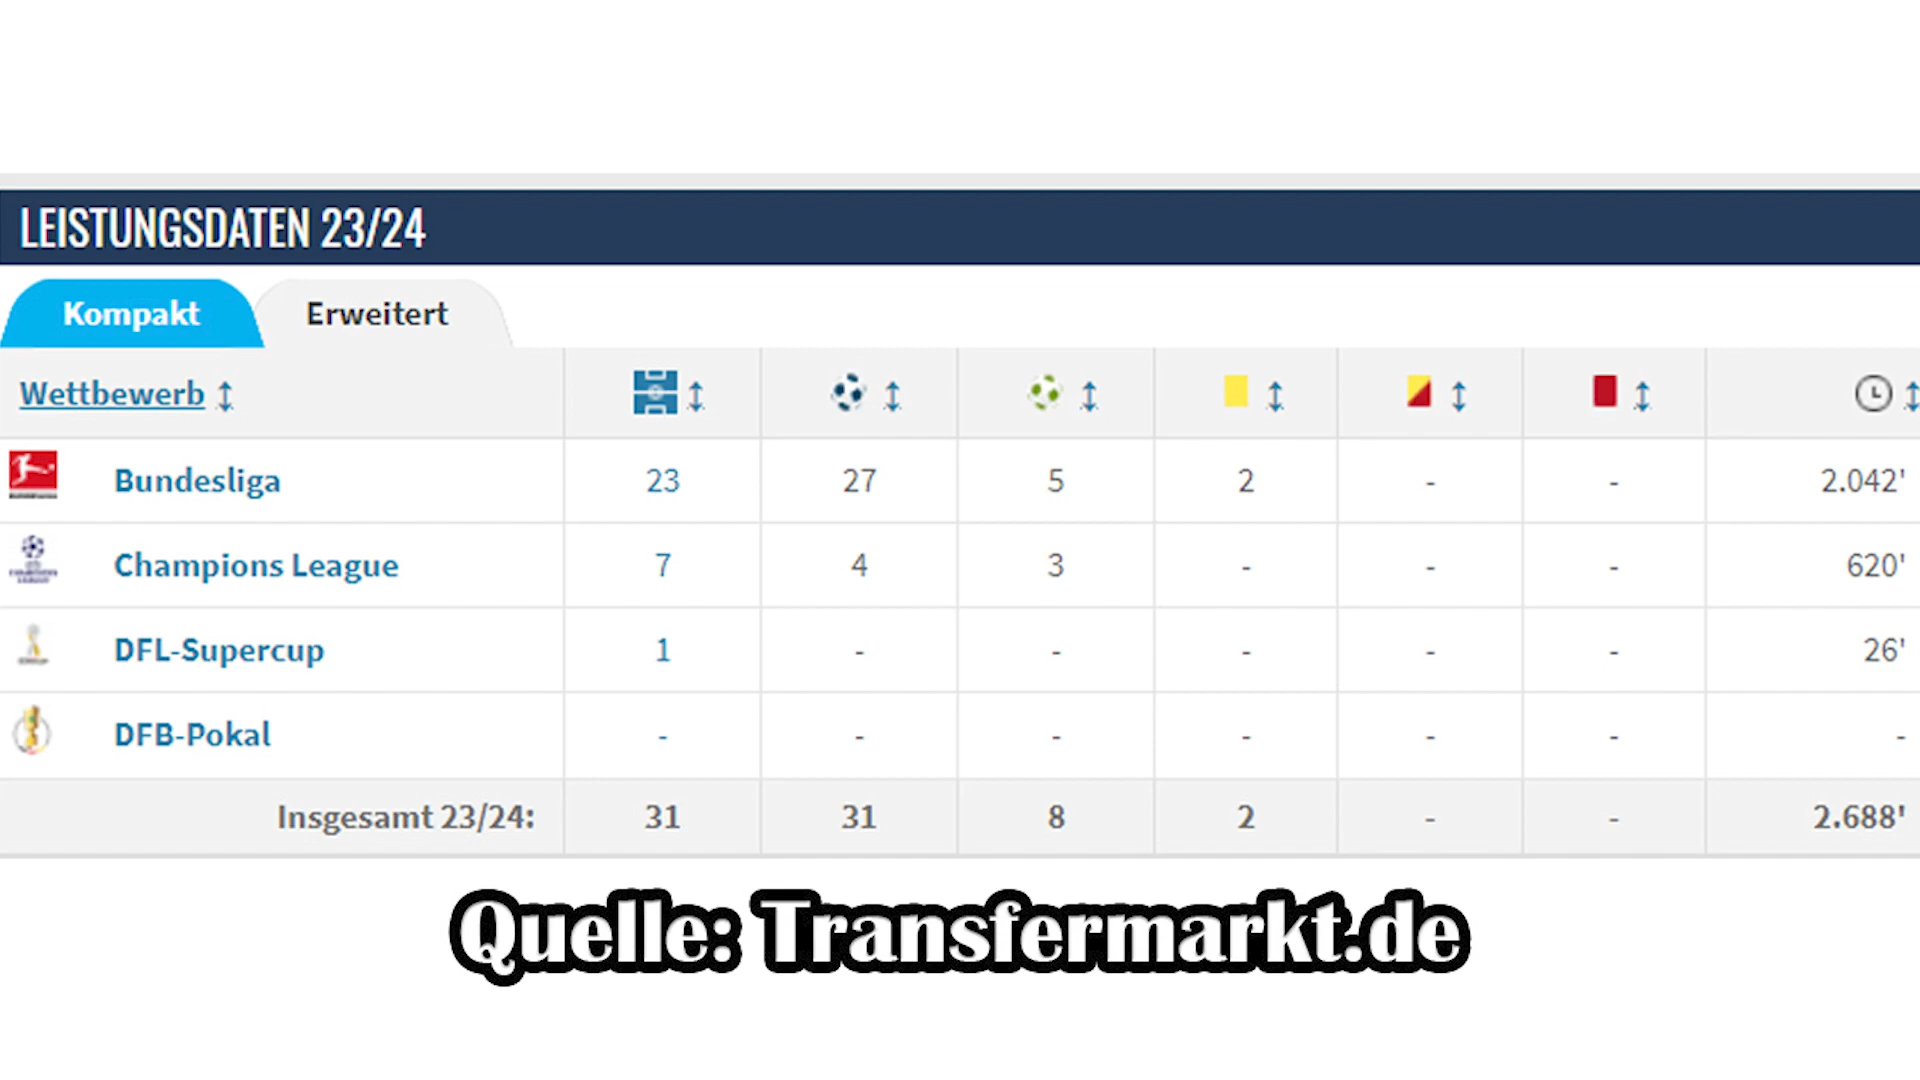 LEISTUNGSDATEN 23/24
Kompakt Erweitert
Wettbewerb
Bundesliga 23 27 5 2 - - 2.042'
Champions League 7 4 3 - - - 620'
DFL-Supercup 1 - - - - - 26'
DFB-Pokal - - - - - - -
Insgesamt 23/24: 31 31 8 2 - - 2.688'
Quelle: Transfermarkt.de